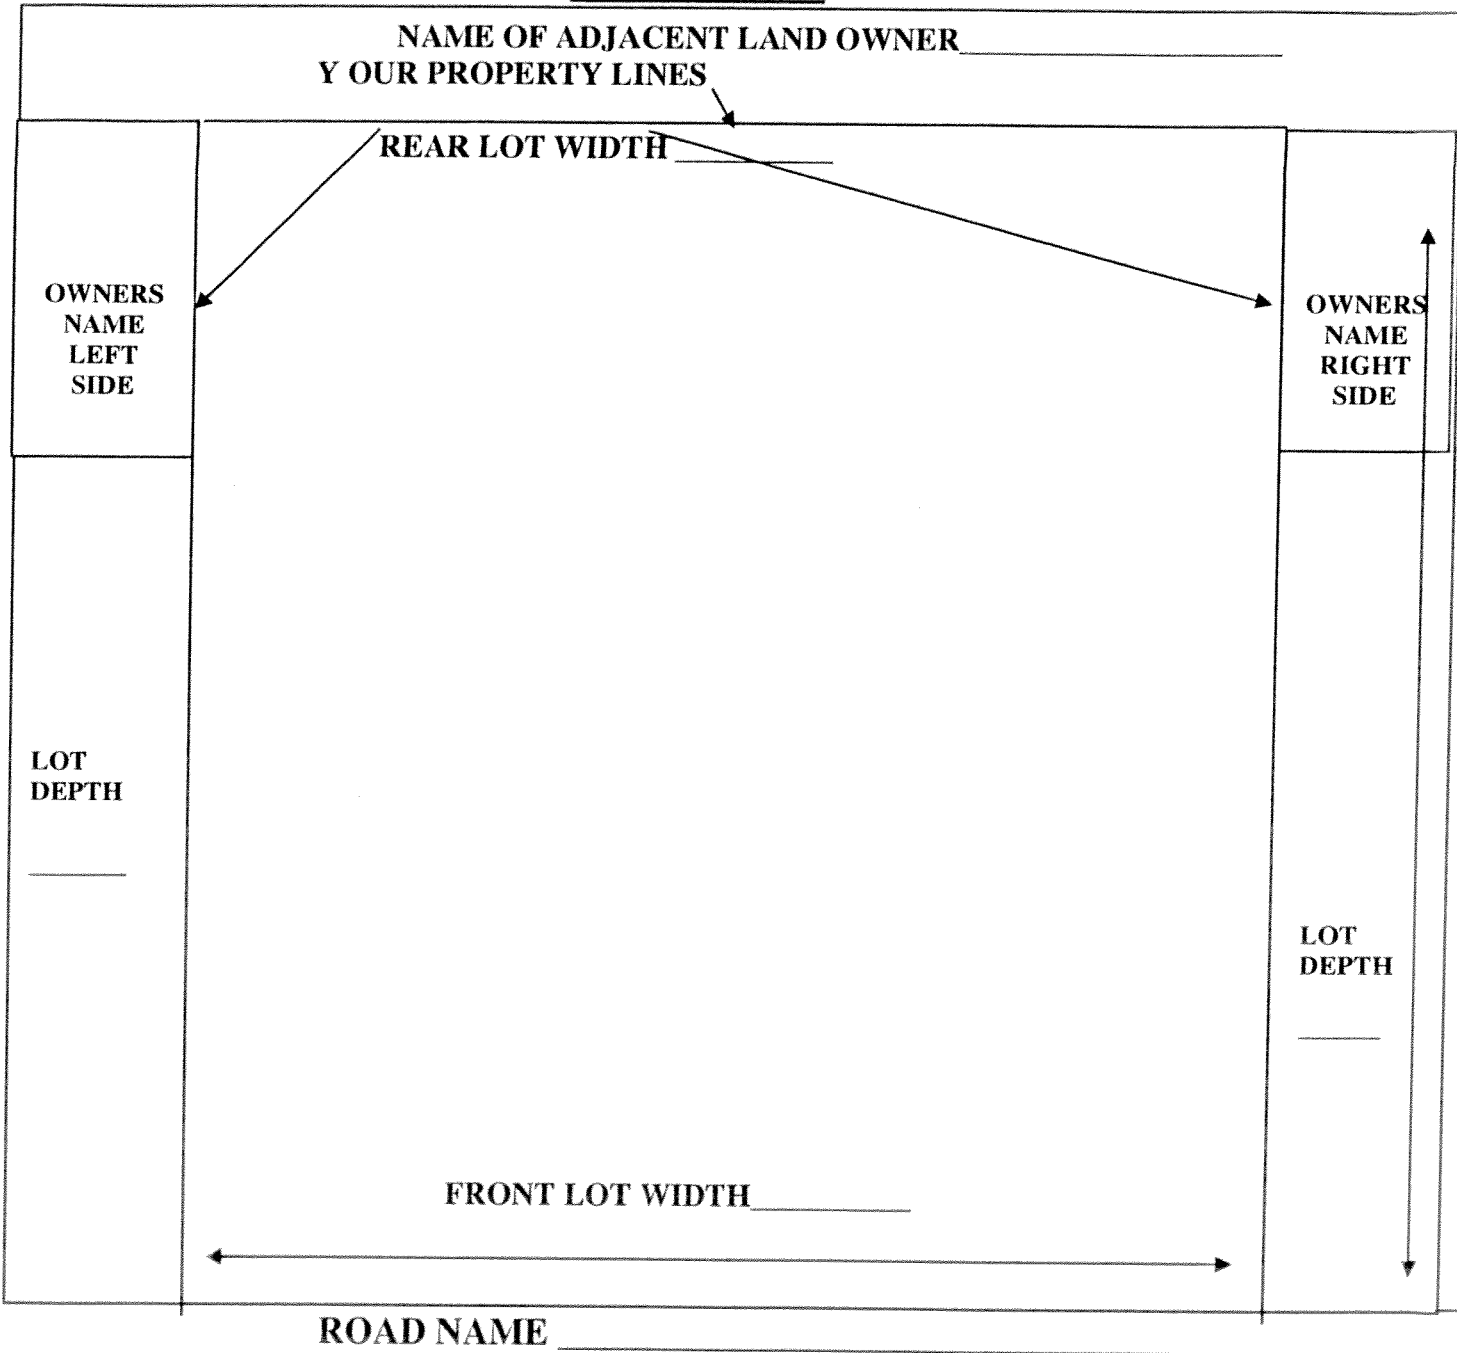 NAME OF ADJACENT LAND OWNER
Y OUR PROPERTY LINES
REAR LOT WIDTH
OWNERS
NAME
LEFT
SIDE
OWNERS
NAME
RIGHT
SIDE
LOT
DEPTH
LOT
DEPTH
FRONT LOT WIDTH
ROAD NAME